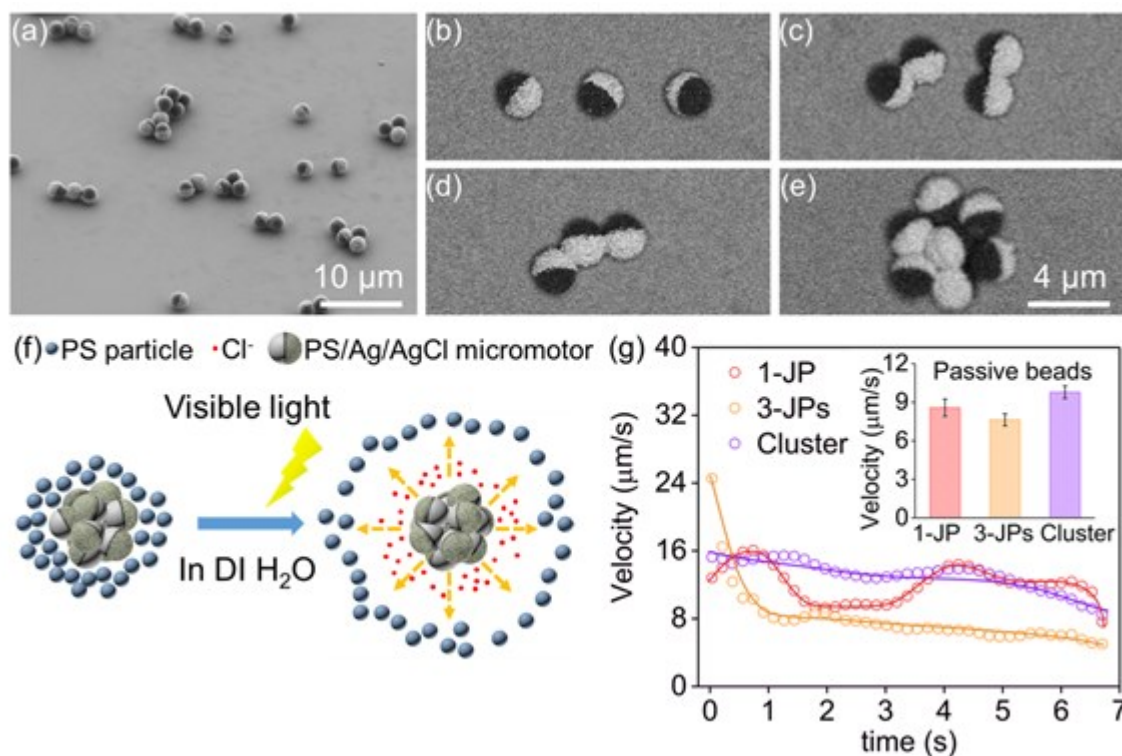 (a)
10 µm
(b)
(c)
(d)
(e)
4 µm
(f) PS particle Cl⁻ PS/Ag/AgCl micromotor
Visible light
In DI H₂O
(g)
40
32
24
16
8
0
Velocity (µm/s)
1-JP
3-JPs
Cluster
Passive beads
12
9
6
3
0
Velocity (µm/s)
1-JP 3-JPs Cluster
0 1 2 3 4 5 6 7
time (s)